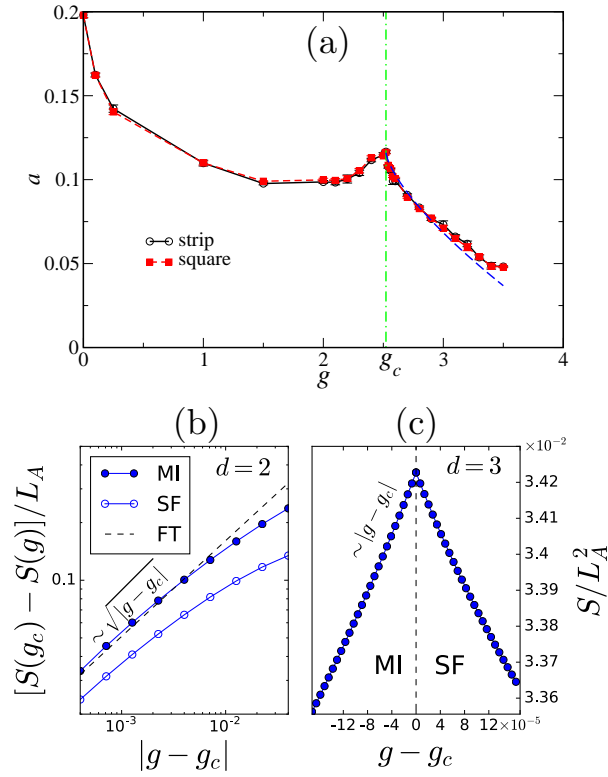 (a)
a
0.2
0.15
0.1
0.05
0
strip
square
0 1 2 g_c 3 4
g
(b)
(c)
[S(g_c) − S(g)]/L_A
0.1
MI
SF
FT
d = 2
∼√|g−g_c|
10^{-3} 10^{-2}
|g − g_c|
d = 3
∼|g−g_c|
MI SF
×10^{-2}
3.42
3.41
3.40
3.39
3.38
3.37
3.36
S/L_A^2
-12 -8 -4 0 4 8 12 ×10^{-5}
g − g_c